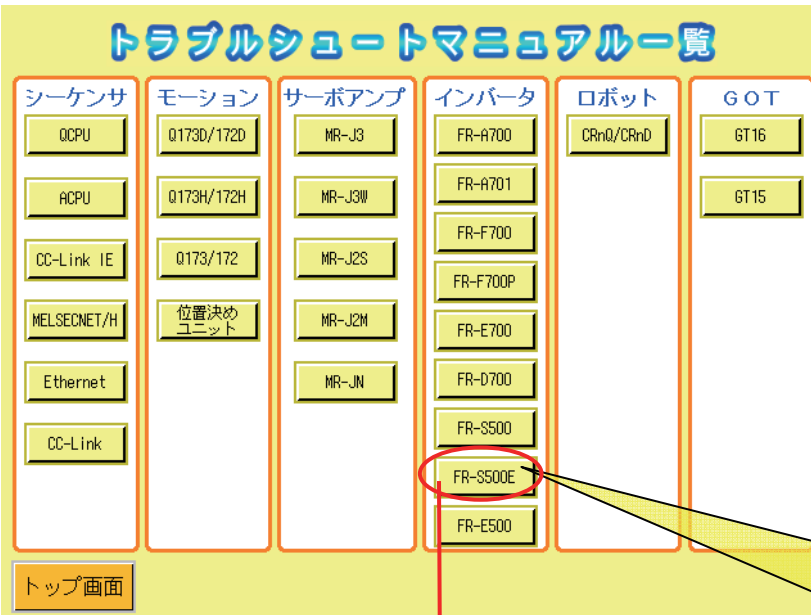 トラブルシュートマニュアル一覧
シーケンサ
QCPU
ACPU
CC-Link IE
MELSECNET/H
Ethernet
CC-Link
モーション
Q173D/172D
Q173H/172H
Q173/172
位置決め
ユニット
サーボアンプ
MR-J3
MR-J3W
MR-J2S
MR-J2M
MR-JN
インバータ
FR-A700
FR-A701
FR-F700
FR-F700P
FR-E700
FR-D700
FR-S500
FR-S500E
FR-E500
ロボット
CRnQ/CRnD
GOT
GT16
GT15
トップ画面